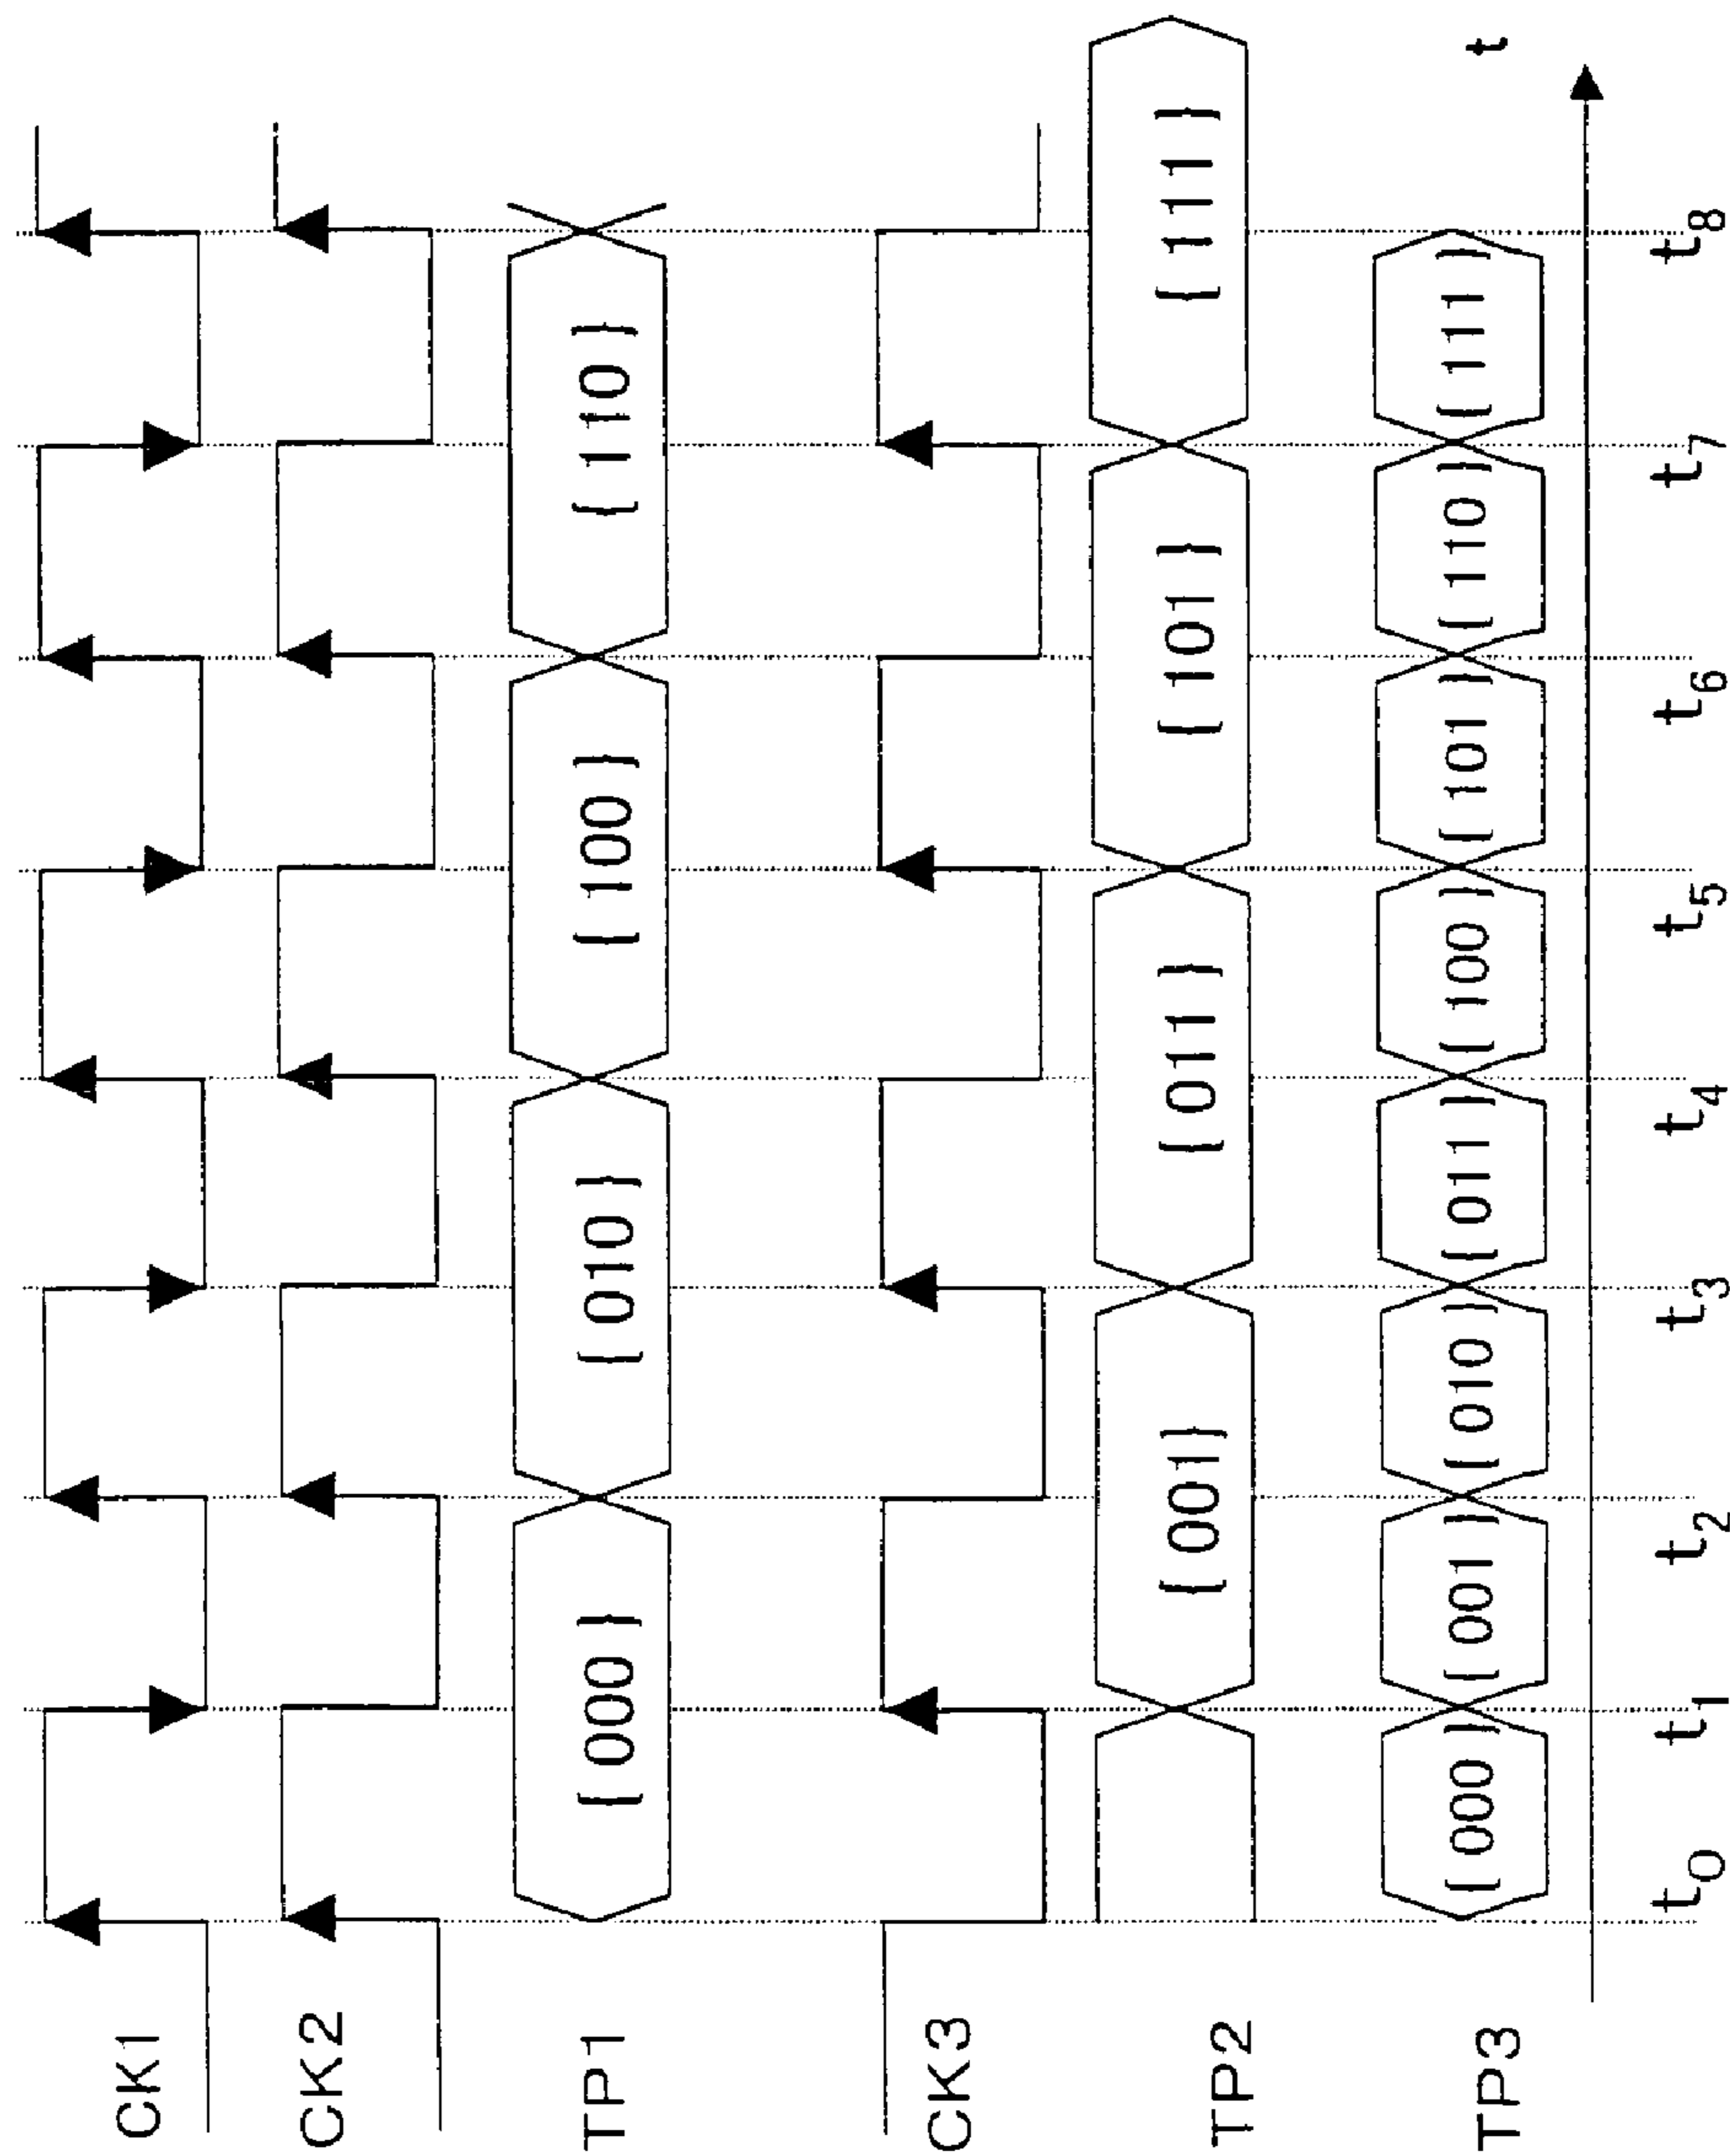 CK1
CK2
TP1 { 000 } { 010 } { 100 } { 110 }
CK3
TP2 { 001 } { 011 } { 101 } { 111 }
TP3 { 000 } { 001 } { 010 } { 011 } { 100 } { 101 } { 110 } { 111 }
t
t0 t1 t2 t3 t4 t5 t6 t7 t8